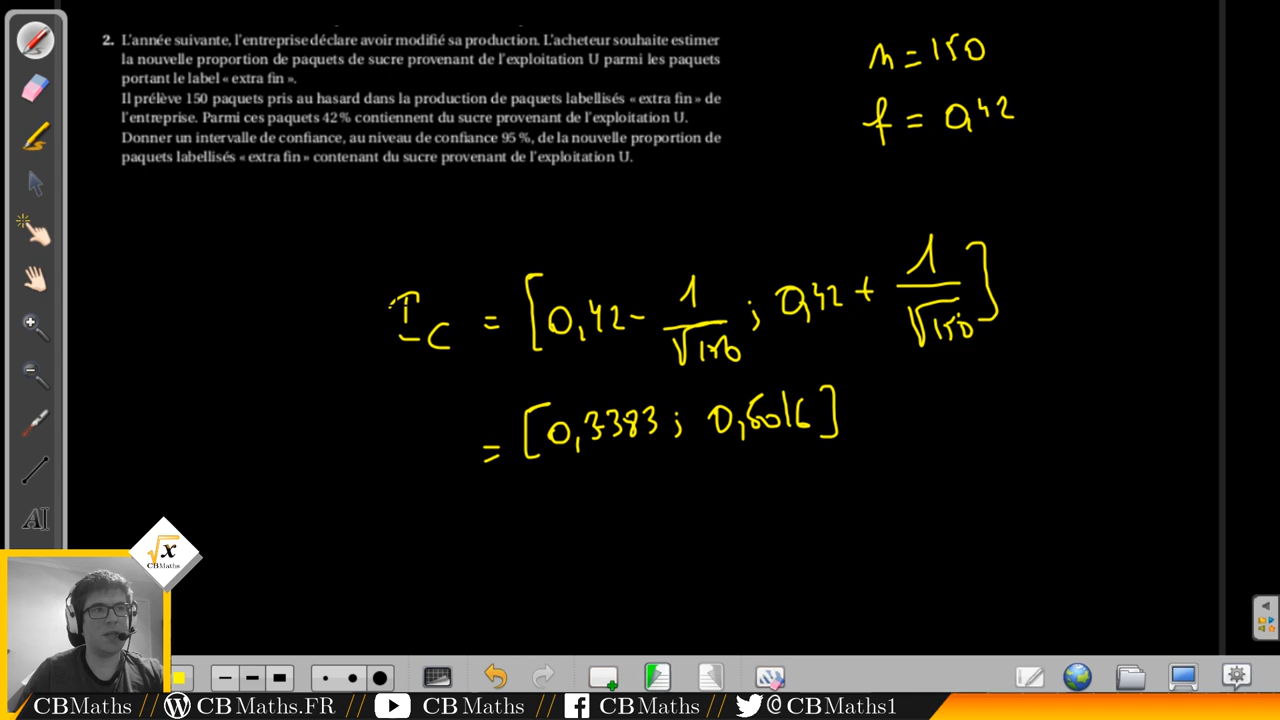 2. L'année suivante, l'entreprise déclare avoir modifié sa production. L'acheteur souhaite estimer
la nouvelle proportion de paquets de sucre provenant de l'exploitation U parmi les paquets
portant le label « extra fin ».
Il prélève 150 paquets pris au hasard dans la production de paquets labellisés « extra fin » de
l'entreprise. Parmi ces paquets 42 % contiennent du sucre provenant de l'exploitation U.
Donner un intervalle de confiance, au niveau de confiance 95 %, de la nouvelle proportion de
paquets labellisés « extra fin » contenant du sucre provenant de l'exploitation U.
n = 150
f = 0,42
I_C = [0,42 - 1/√150 ; 0,42 + 1/√150]
= [0,3383 ; 0,5016]
AI
√x
CBMaths
CBMaths CBMaths.FR CBMaths CBMaths @CBMaths1